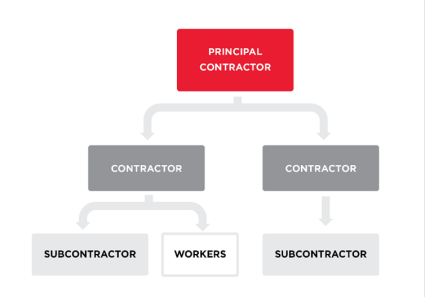 PRINCIPAL
CONTRACTOR
CONTRACTOR
CONTRACTOR
SUBCONTRACTOR
WORKERS
SUBCONTRACTOR